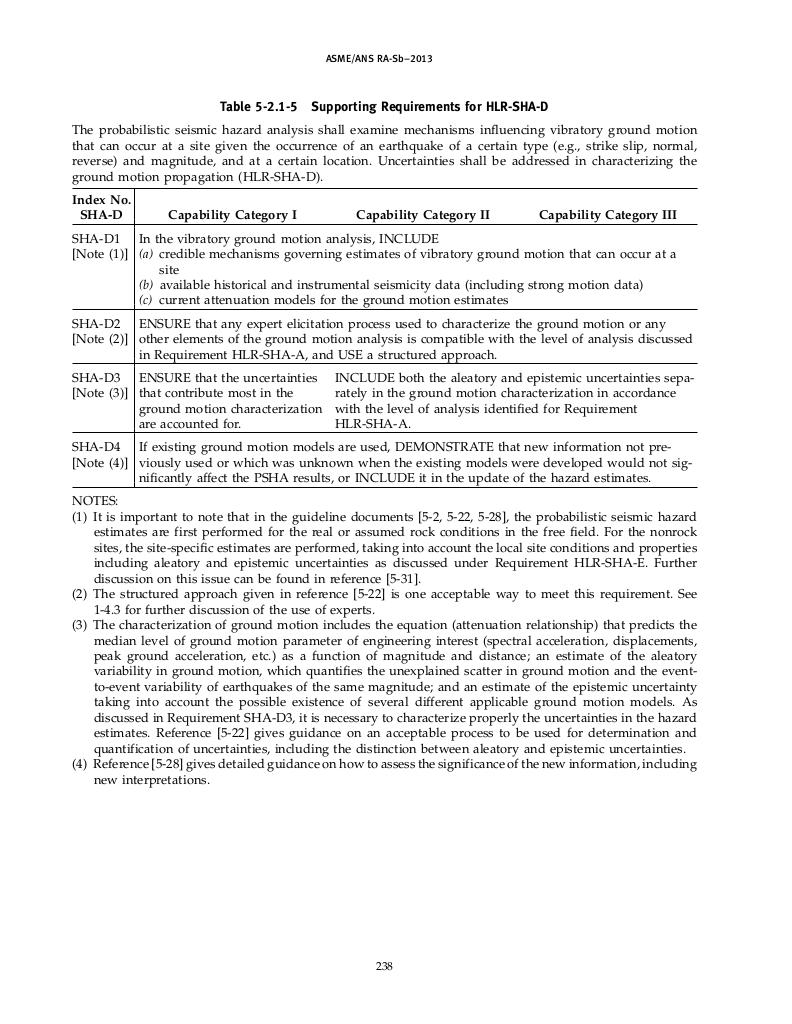 ASME/ANS RA-Sb–2013
Table 5-2.1-5 Supporting Requirements for HLR-SHA-D
The probabilistic seismic hazard analysis shall examine mechanisms influencing vibratory ground motion
that can occur at a site given the occurrence of an earthquake of a certain type (e.g., strike slip, normal,
reverse) and magnitude, and at a certain location. Uncertainties shall be addressed in characterizing the
ground motion propagation (HLR-SHA-D).
Index No.
SHA-D Capability Category I Capability Category II Capability Category III
SHA-D1 In the vibratory ground motion analysis, INCLUDE
[Note (1)] (a) credible mechanisms governing estimates of vibratory ground motion that can occur at a
site
(b) available historical and instrumental seismicity data (including strong motion data)
(c) current attenuation models for the ground motion estimates
SHA-D2 ENSURE that any expert elicitation process used to characterize the ground motion or any
[Note (2)] other elements of the ground motion analysis is compatible with the level of analysis discussed
in Requirement HLR-SHA-A, and USE a structured approach.
SHA-D3 ENSURE that the uncertainties INCLUDE both the aleatory and epistemic uncertainties sepa-
[Note (3)] that contribute most in the rately in the ground motion characterization in accordance
ground motion characterization with the level of analysis identified for Requirement
are accounted for. HLR-SHA-A.
SHA-D4 If existing ground motion models are used, DEMONSTRATE that new information not pre-
[Note (4)] viously used or which was unknown when the existing models were developed would not sig-
nificantly affect the PSHA results, or INCLUDE it in the update of the hazard estimates.
NOTES:
(1) It is important to note that in the guideline documents [5-2, 5-22, 5-28], the probabilistic seismic hazard
estimates are first performed for the real or assumed rock conditions in the free field. For the nonrock
sites, the site-specific estimates are performed, taking into account the local site conditions and properties
including aleatory and epistemic uncertainties as discussed under Requirement HLR-SHA-E. Further
discussion on this issue can be found in reference [5-31].
(2) The structured approach given in reference [5-22] is one acceptable way to meet this requirement. See
1-4.3 for further discussion of the use of experts.
(3) The characterization of ground motion includes the equation (attenuation relationship) that predicts the
median level of ground motion parameter of engineering interest (spectral acceleration, displacements,
peak ground acceleration, etc.) as a function of magnitude and distance; an estimate of the aleatory
variability in ground motion, which quantifies the unexplained scatter in ground motion and the event-
to-event variability of earthquakes of the same magnitude; and an estimate of the epistemic uncertainty
taking into account the possible existence of several different applicable ground motion models. As
discussed in Requirement SHA-D3, it is necessary to characterize properly the uncertainties in the hazard
estimates. Reference [5-22] gives guidance on an acceptable process to be used for determination and
quantification of uncertainties, including the distinction between aleatory and epistemic uncertainties.
(4) Reference [5-28] gives detailed guidance on how to assess the significance of the new information, including
new interpretations.
238